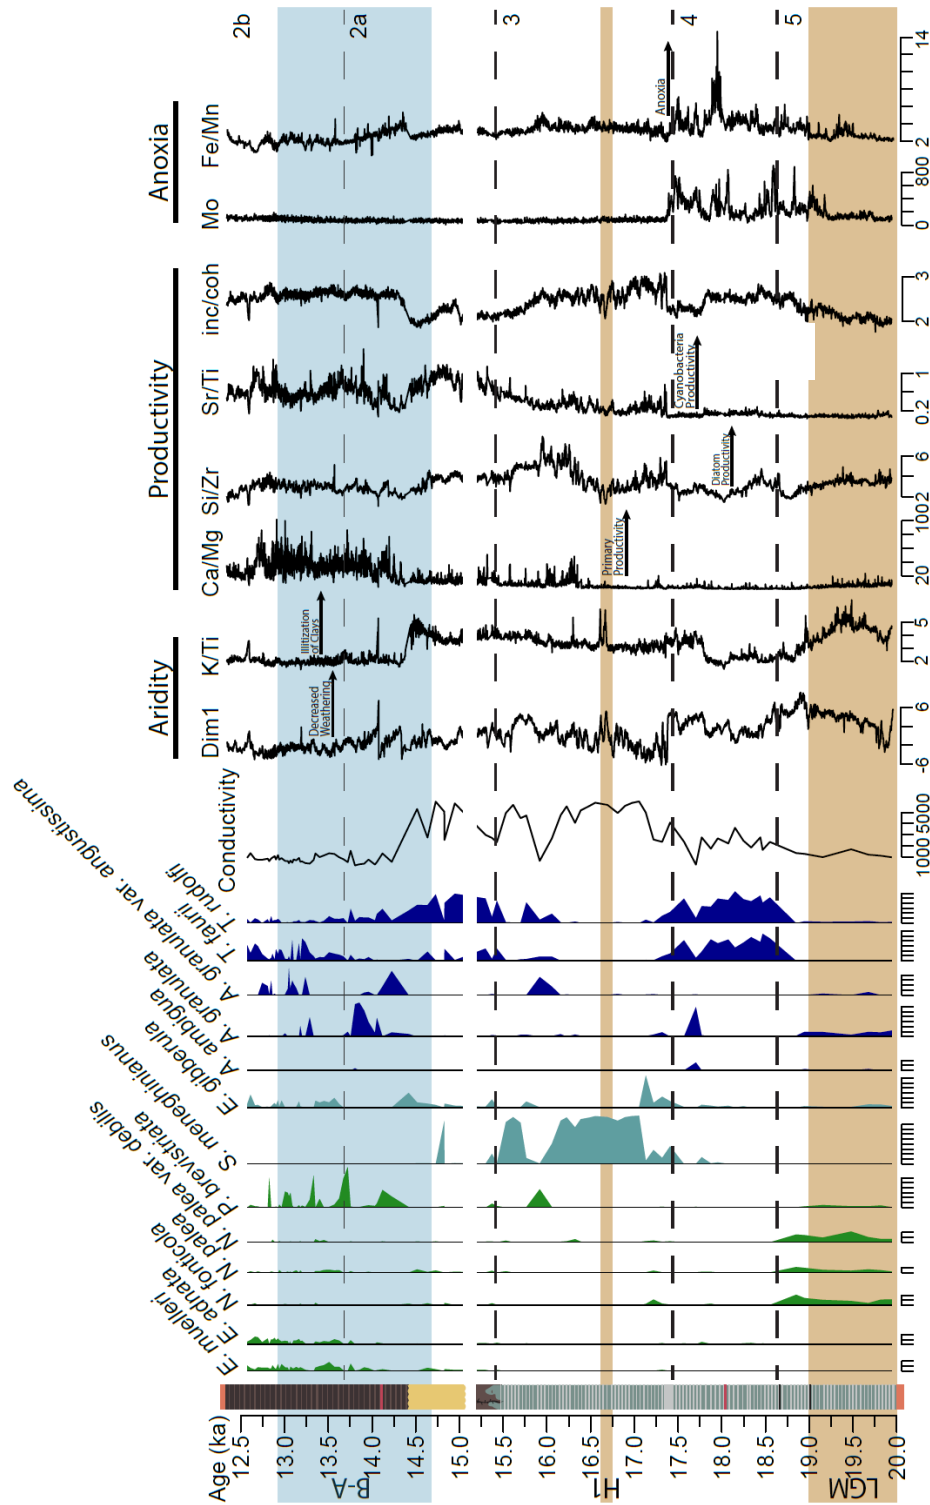 Aridity
Productivity
Anoxia
Age (ka)
E. muelleri
E. adnata
N. fonticola
N. palea
N. palea var. debilis
P. brevistriata
S. meneghinianus
E. gibberula
A. ambigua
A. granulata
A. granulata var. angustissima
T. faurii
T. rudolfi
Conductivity
Dim1
K/Ti
Ca/Mg
Si/Zr
Sr/Ti
inc/coh
Mo
Fe/Mn
12.5
13.0
13.5
14.0
14.5
15.0
15.5
16.0
16.5
17.0
17.5
18.0
18.5
19.0
19.5
20.0
B-A
H1
LGM
Decreased
Weathering
Illitization
of Clays
Primary
Productivity
Diatom
Productivity
Cyanobacteria
Productivity
Anoxia
2b
2a
3
4
5
1000
5000
-6
6
2
5
20
100
2
6
0.2
1
2
3
0
800
2
14